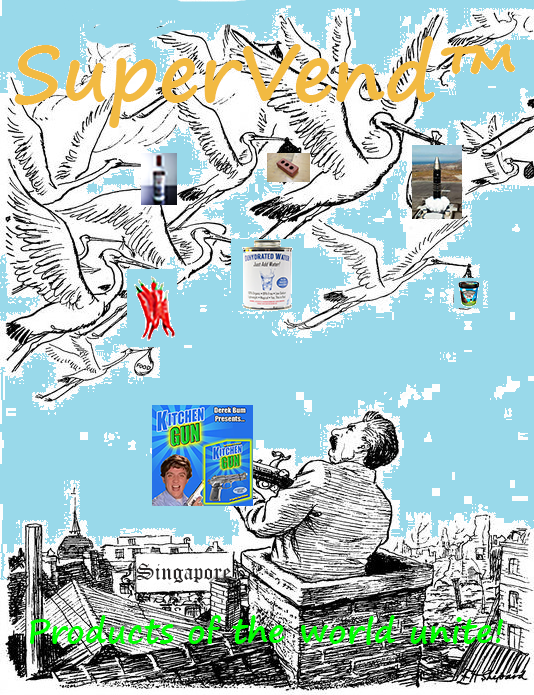 SuperVend™
DEHYDRATED WATER
Just Add Water!
FOOD
KITCHEN
GUN
Derek Bum
Presents...
KITCHEN
GUN
Singapore
Products of the world unite!